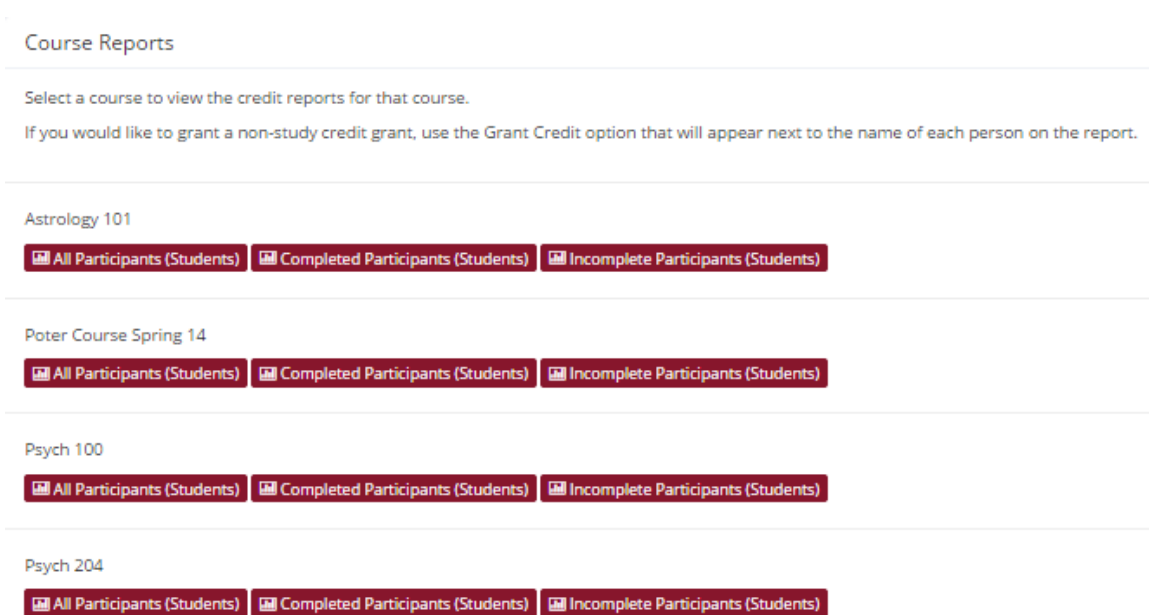 Course Reports
Select a course to view the credit reports for that course.
If you would like to grant a non-study credit grant, use the Grant Credit option that will appear next to the name of each person on the report.
Astrology 101
All Participants (Students) Completed Participants (Students) Incomplete Participants (Students)
Poter Course Spring 14
All Participants (Students) Completed Participants (Students) Incomplete Participants (Students)
Psych 100
All Participants (Students) Completed Participants (Students) Incomplete Participants (Students)
Psych 204
All Participants (Students) Completed Participants (Students) Incomplete Participants (Students)